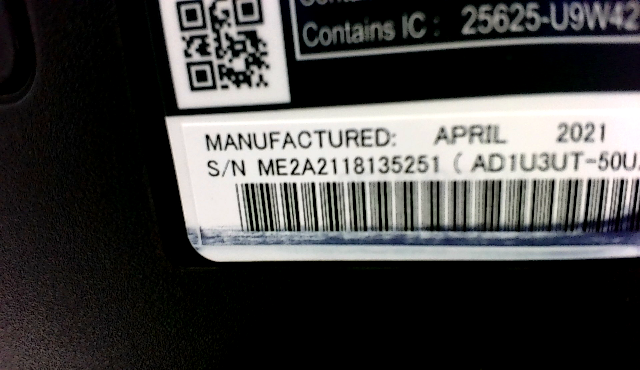 Contains IC : 25625-U9W42
MANUFACTURED: APRIL 2021
S/N ME2A2118135251 ( AD1U3UT-50U